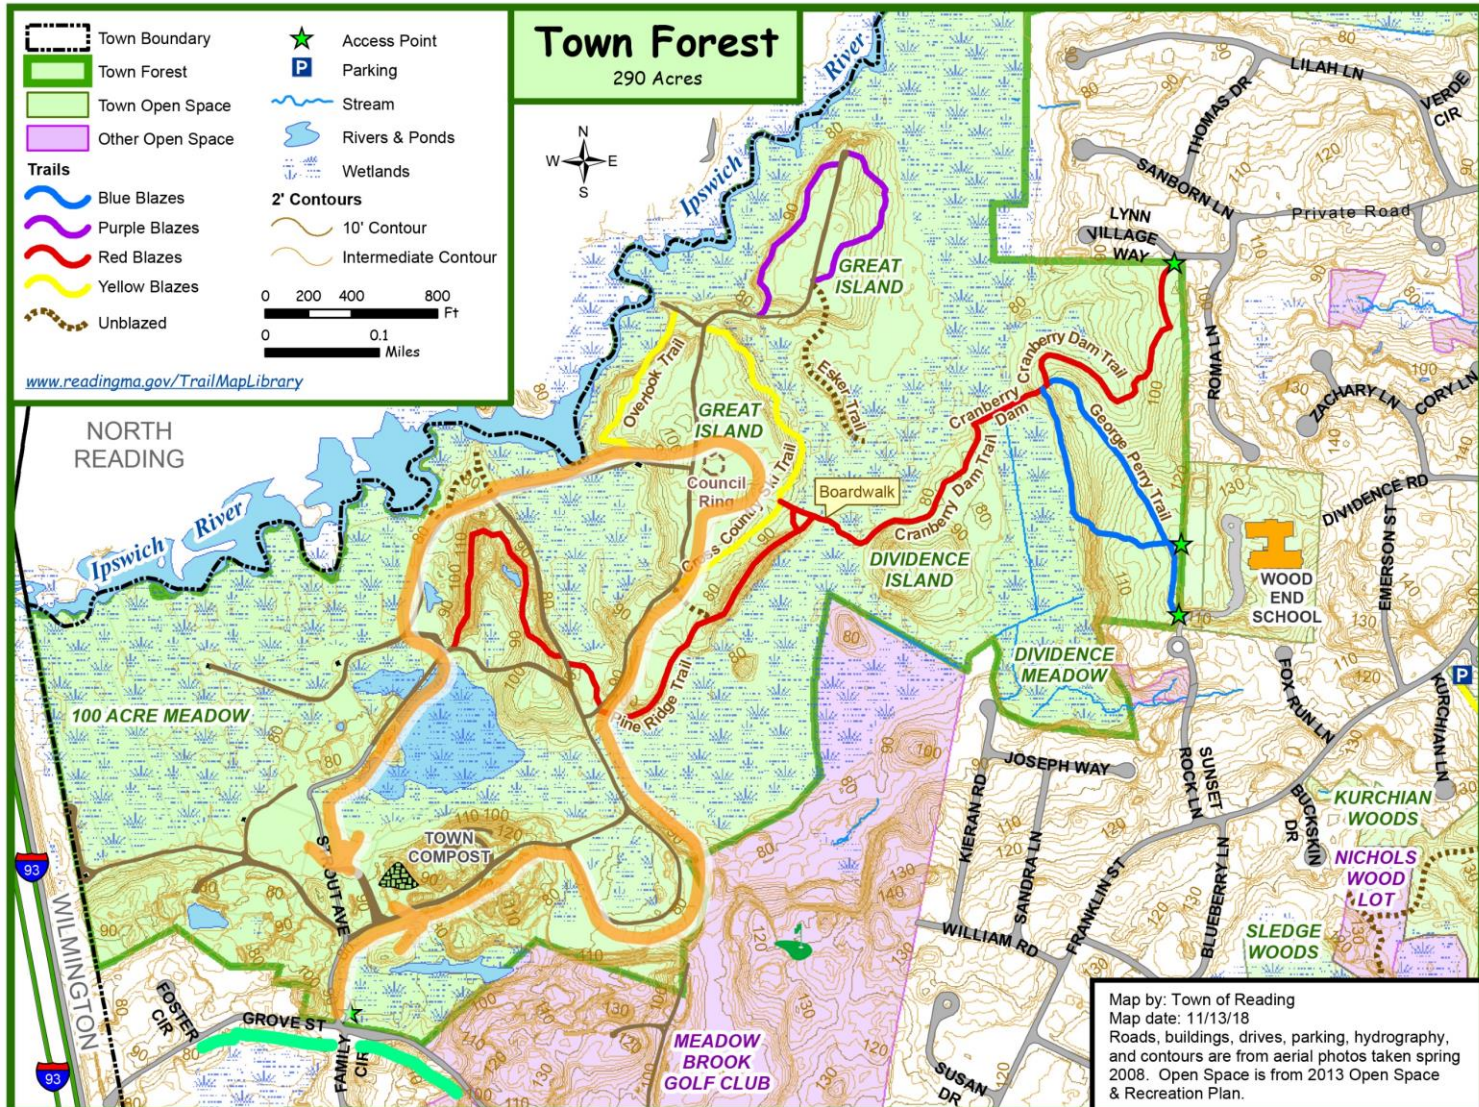 Town Boundary
Town Forest
Town Open Space
Other Open Space
Trails
Blue Blazes
Purple Blazes
Red Blazes
Yellow Blazes
Unblazed
Access Point
P Parking
Stream
Rivers & Ponds
Wetlands
2' Contours
10' Contour
Intermediate Contour
0 200 400 800
Ft
0 0.1
Miles
www.readingma.gov/TrailMapLibrary
Town Forest
290 Acres
N
W E
S
Ipswich River
LILAH LN
THOMAS DR
VERDE
CIR
SANBORN LN
Private Road
LYNN
VILLAGE
WAY
ROMA LN
ZACHARY LN
CORY LN
GREAT
ISLAND
Overlook Trail
Esker Trail
GREAT
ISLAND
Council
Ring
Cross Country Ski Trail
Boardwalk
Cranberry Dam Trail
Cranberry
Dam
Cranberry Dam Trail
George Perry Trail
DIVIDENCE
ISLAND
DIVIDENCE RD
EMERSON ST
WOOD
END
SCHOOL
DIVIDENCE
MEADOW
NORTH
READING
Ipswich River
100 ACRE MEADOW
Pine Ridge Trail
TOWN
COMPOST
STROUT AVE
FOX RUN LN
KURCHIAN LN
P
SUNSET
ROCK LN
JOSEPH WAY
KIERAN RD
SANDRA LN
FRANKLIN ST
BLUEBERRY LN
BUCKSKIN
DR
KURCHIAN
WOODS
NICHOLS
WOOD
LOT
SLEDGE
WOODS
WILLIAM RD
SUSAN
DR
93
WILMINGTON
93
FOSTER
CIR
GROVE ST
FAMILY
CIR
MEADOW
BROOK
GOLF CLUB
Map by: Town of Reading
Map date: 11/13/18
Roads, buildings, drives, parking, hydrography,
and contours are from aerial photos taken spring
2008. Open Space is from 2013 Open Space
& Recreation Plan.